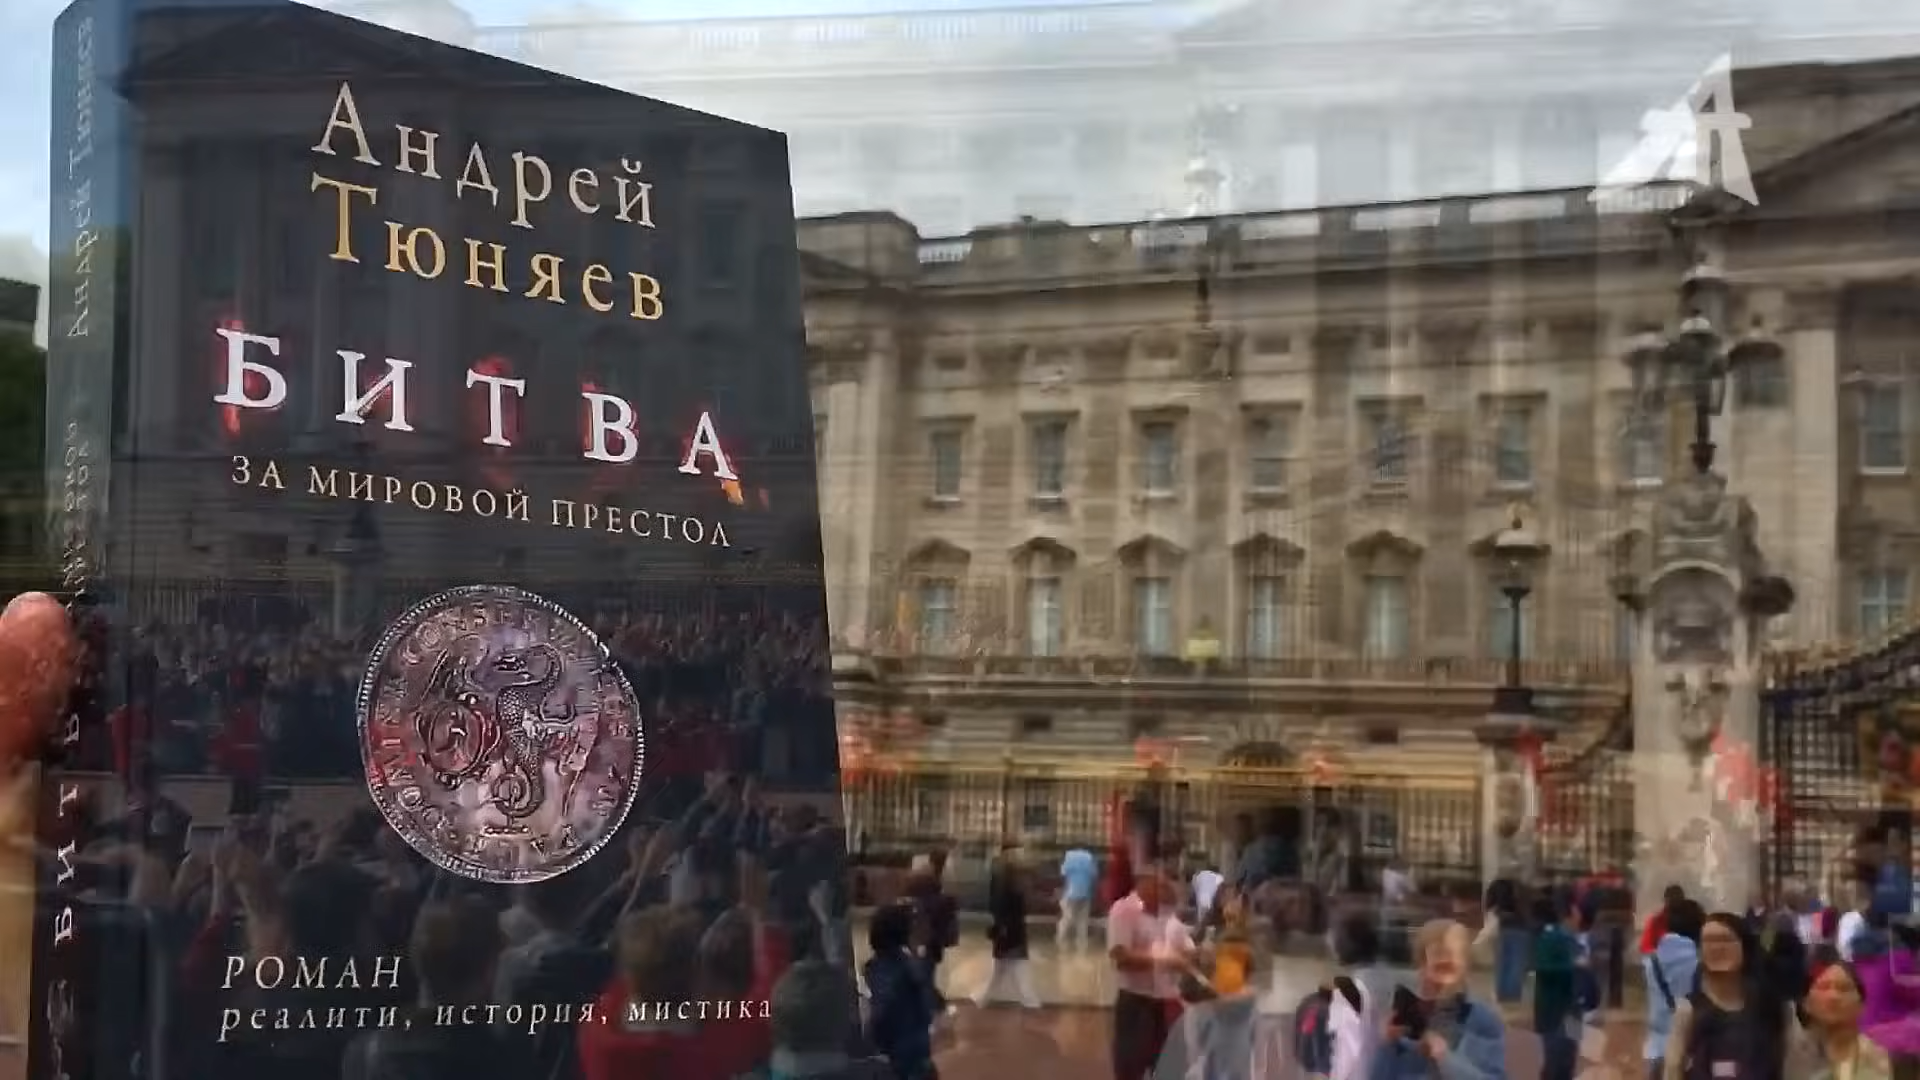 Андрей
Тюняев
БИТВА
ЗА МИРОВОЙ ПРЕСТОЛ
РОМАН
реалити, история, мистика
Андрей Тюняев
БИТВА